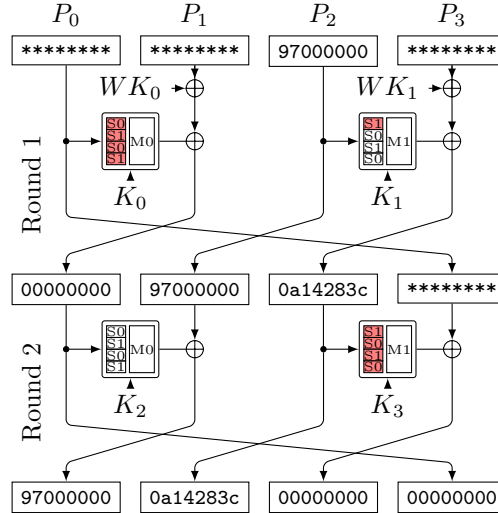 P0 P1 P2 P3
******** ******** 97000000 ********
WK0 WK1
S0 S1 S0 S1 M0 S1 S0 S1 S0 M1
K0 K1
Round 1
00000000 97000000 0a14283c ********
S0 S1 S0 S1 M0 S1 S0 S1 S0 M1
K2 K3
Round 2
97000000 0a14283c 00000000 00000000